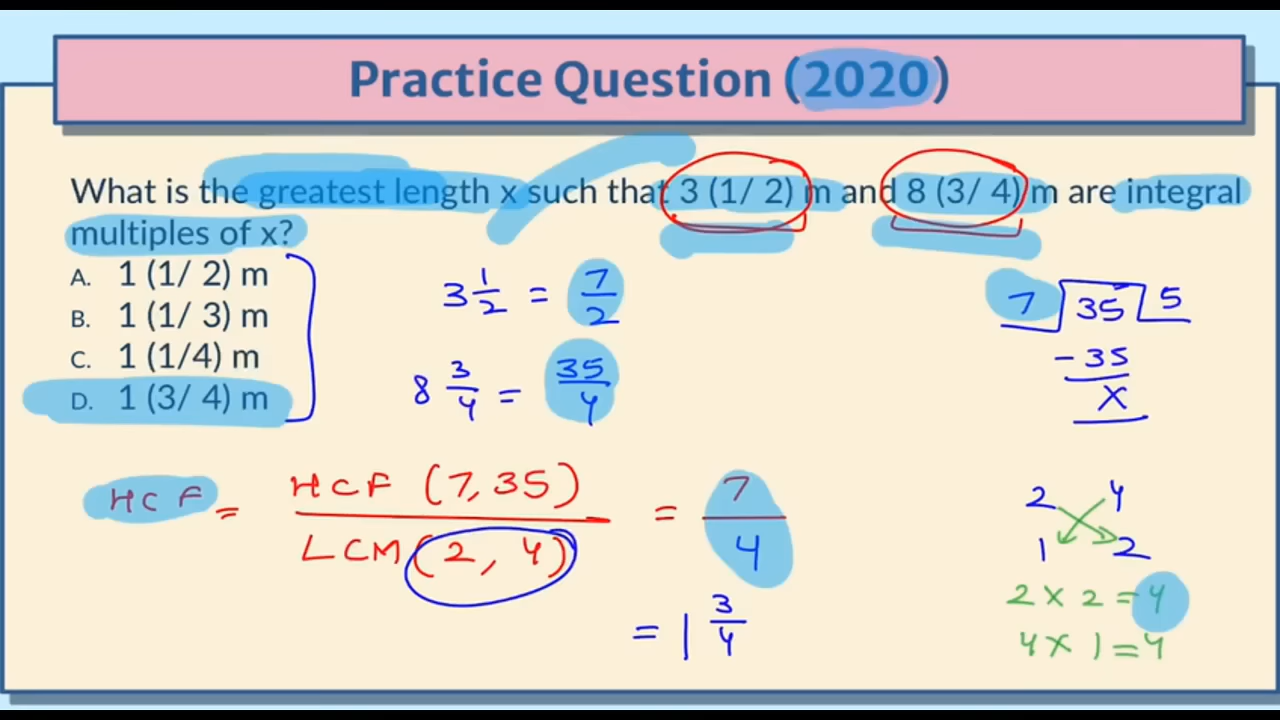 Practice Question (2020)
What is the greatest length x such that 3 (1/ 2) m and 8 (3/ 4) m are integral
multiples of x?
A. 1 (1/ 2) m
B. 1 (1/ 3) m
C. 1 (1/4) m
D. 1 (3/ 4) m
3 1/2 = 7/2
8 3/4 = 35/4
7 35 5
-35
x
HCF = HCF (7,35) / LCM (2, 4) = 7/4
= 1 3/4
2 4
1 2
2 x 2 = 4
4 x 1 = 4